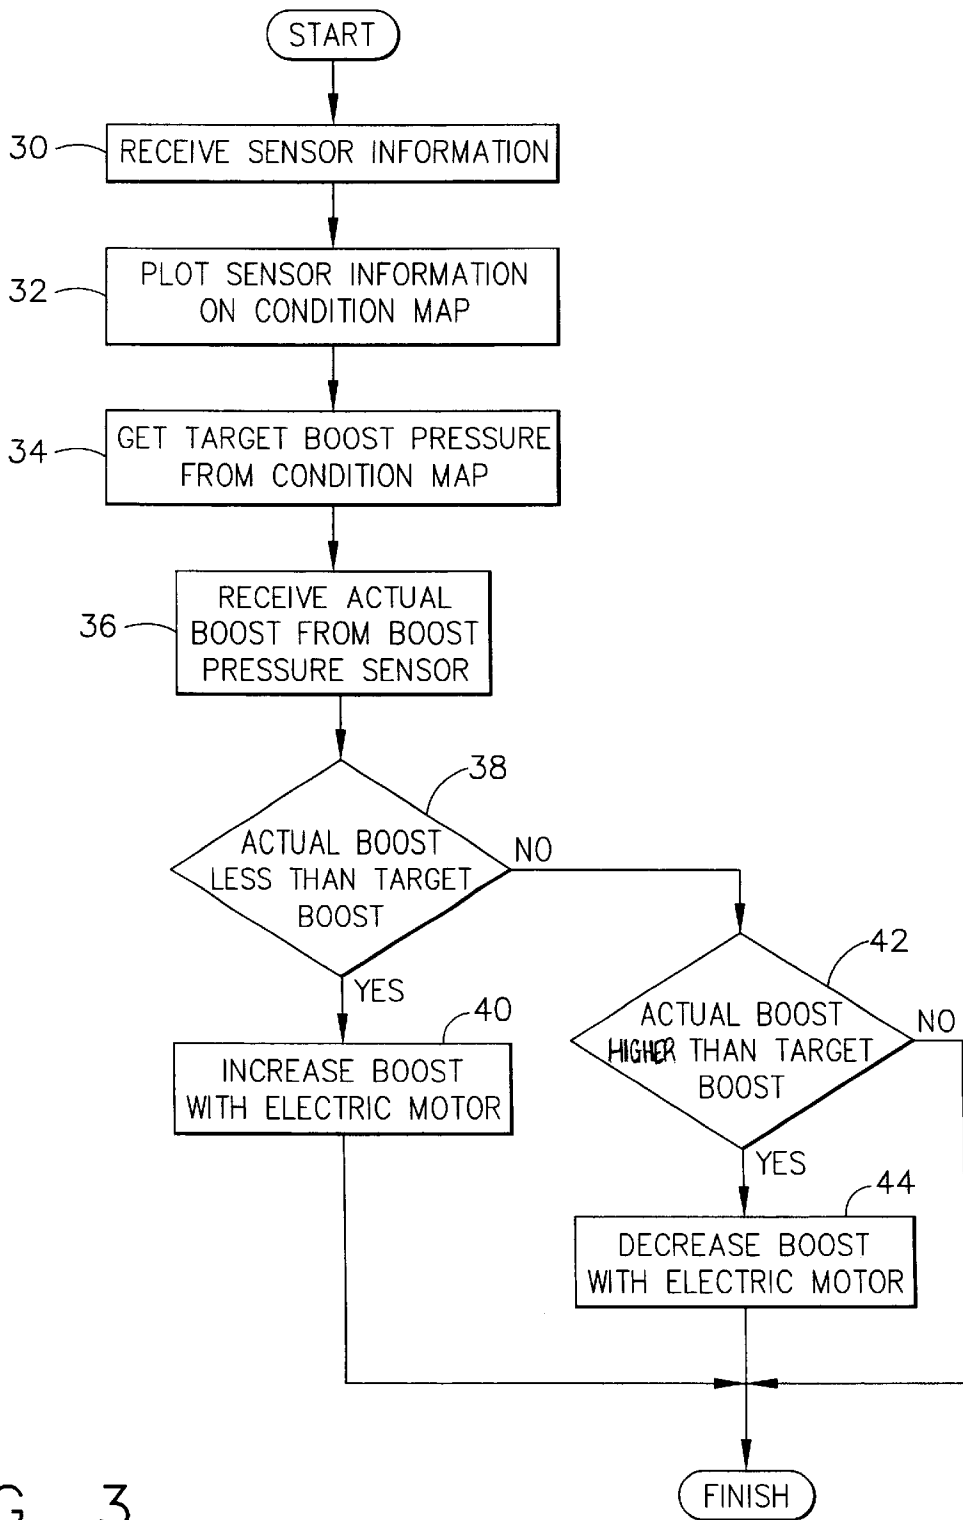 START
30
RECEIVE SENSOR INFORMATION
32
PLOT SENSOR INFORMATION
ON CONDITION MAP
34
GET TARGET BOOST PRESSURE
FROM CONDITION MAP
36
RECEIVE ACTUAL
BOOST FROM BOOST
PRESSURE SENSOR
38
ACTUAL BOOST
LESS THAN TARGET
BOOST
NO
YES
40
INCREASE BOOST
WITH ELECTRIC MOTOR
42
ACTUAL BOOST
HIGHER THAN TARGET
BOOST
NO
YES
44
DECREASE BOOST
WITH ELECTRIC MOTOR
FINISH
G. 3